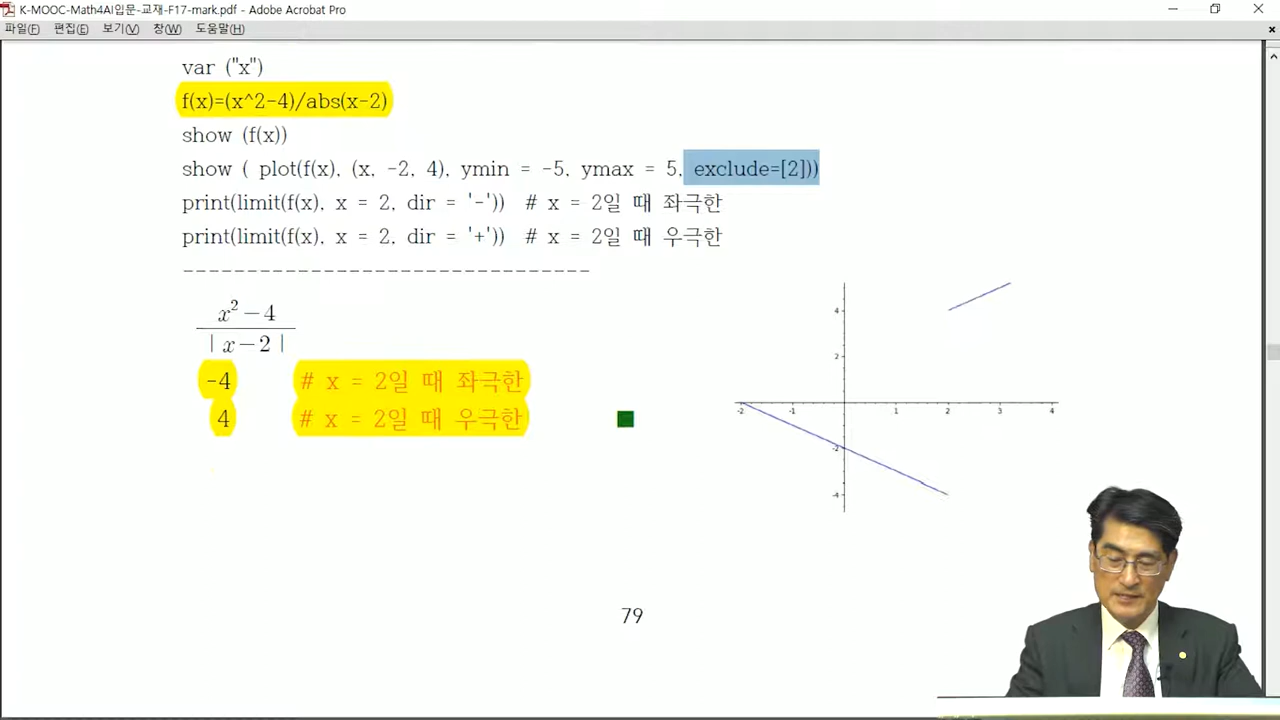 K-MOOC-Math4AI입문-교재-F17-mark.pdf - Adobe Acrobat Pro
파일(F) 편집(E) 보기(V) 창(W) 도움말(H)
var ("x")
f(x)=(x^2-4)/abs(x-2)
show (f(x))
show ( plot(f(x), (x, -2, 4), ymin = -5, ymax = 5, exclude=[2]))
print(limit(f(x), x = 2, dir = '-')) # x = 2일 때 좌극한
print(limit(f(x), x = 2, dir = '+')) # x = 2일 때 우극한
-------------------------------
x² - 4
| x - 2 |
-4 # x = 2일 때 좌극한
4 # x = 2일 때 우극한
4
2
-2 -1 1 2 3 4
-2
-4
79